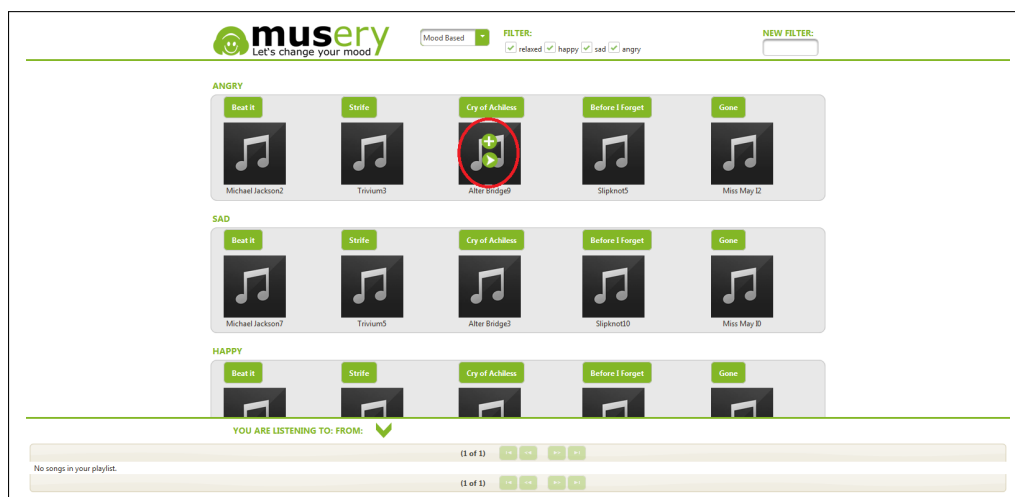 musery
Let's change your mood
Mood Based
FILTER:
relaxed happy sad angry
NEW FILTER:
ANGRY
Beat it Strife Cry of Achiless Before I Forget Gone
Michael Jackson2 Trivium3 Alter Bridge9 Slipknot5 Miss May I2
SAD
Beat it Strife Cry of Achiless Before I Forget Gone
Michael Jackson7 Trivium5 Alter Bridge3 Slipknot10 Miss May I0
HAPPY
Beat it Strife Cry of Achiless Before I Forget Gone
YOU ARE LISTENING TO: FROM:
(1 of 1)
No songs in your playlist.
(1 of 1)